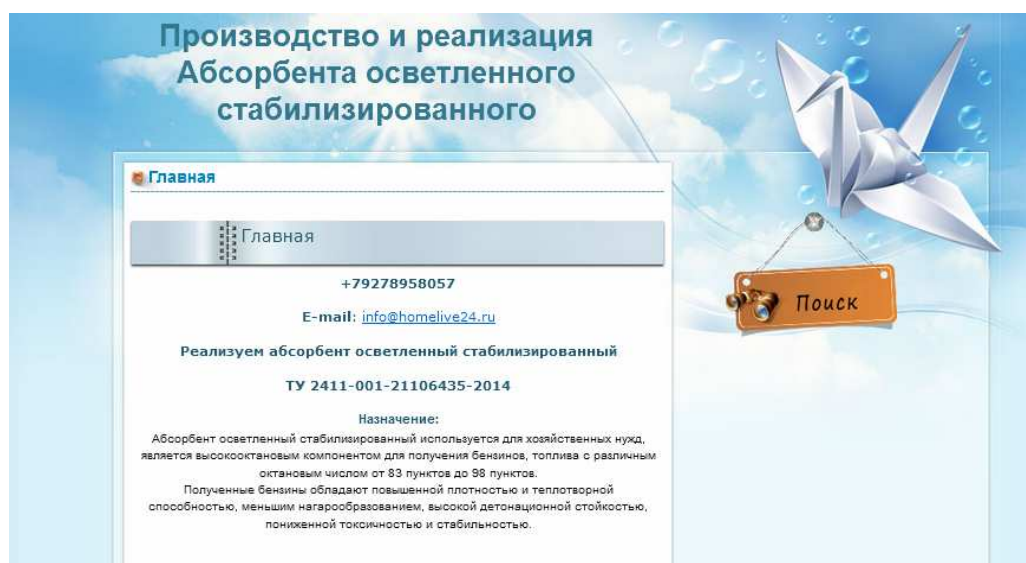 Производство и реализация
Абсорбента осветленного
стабилизированного
Главная
Главная
+79278958057
E-mail: info@homelive24.ru
Реализуем абсорбент осветленный стабилизированный
ТУ 2411-001-21106435-2014
Назначение:
Абсорбент осветленный стабилизированный используется для хозяйственных нужд,
является высокооктановым компонентом для получения бензинов, топлива с различным
октановым числом от 83 пунктов до 98 пунктов.
Полученные бензины обладают повышенной плотностью и теплотворной
способностью, меньшим нагарообразованием, высокой детонационной стойкостью,
пониженной токсичностью и стабильностью.
Поиск